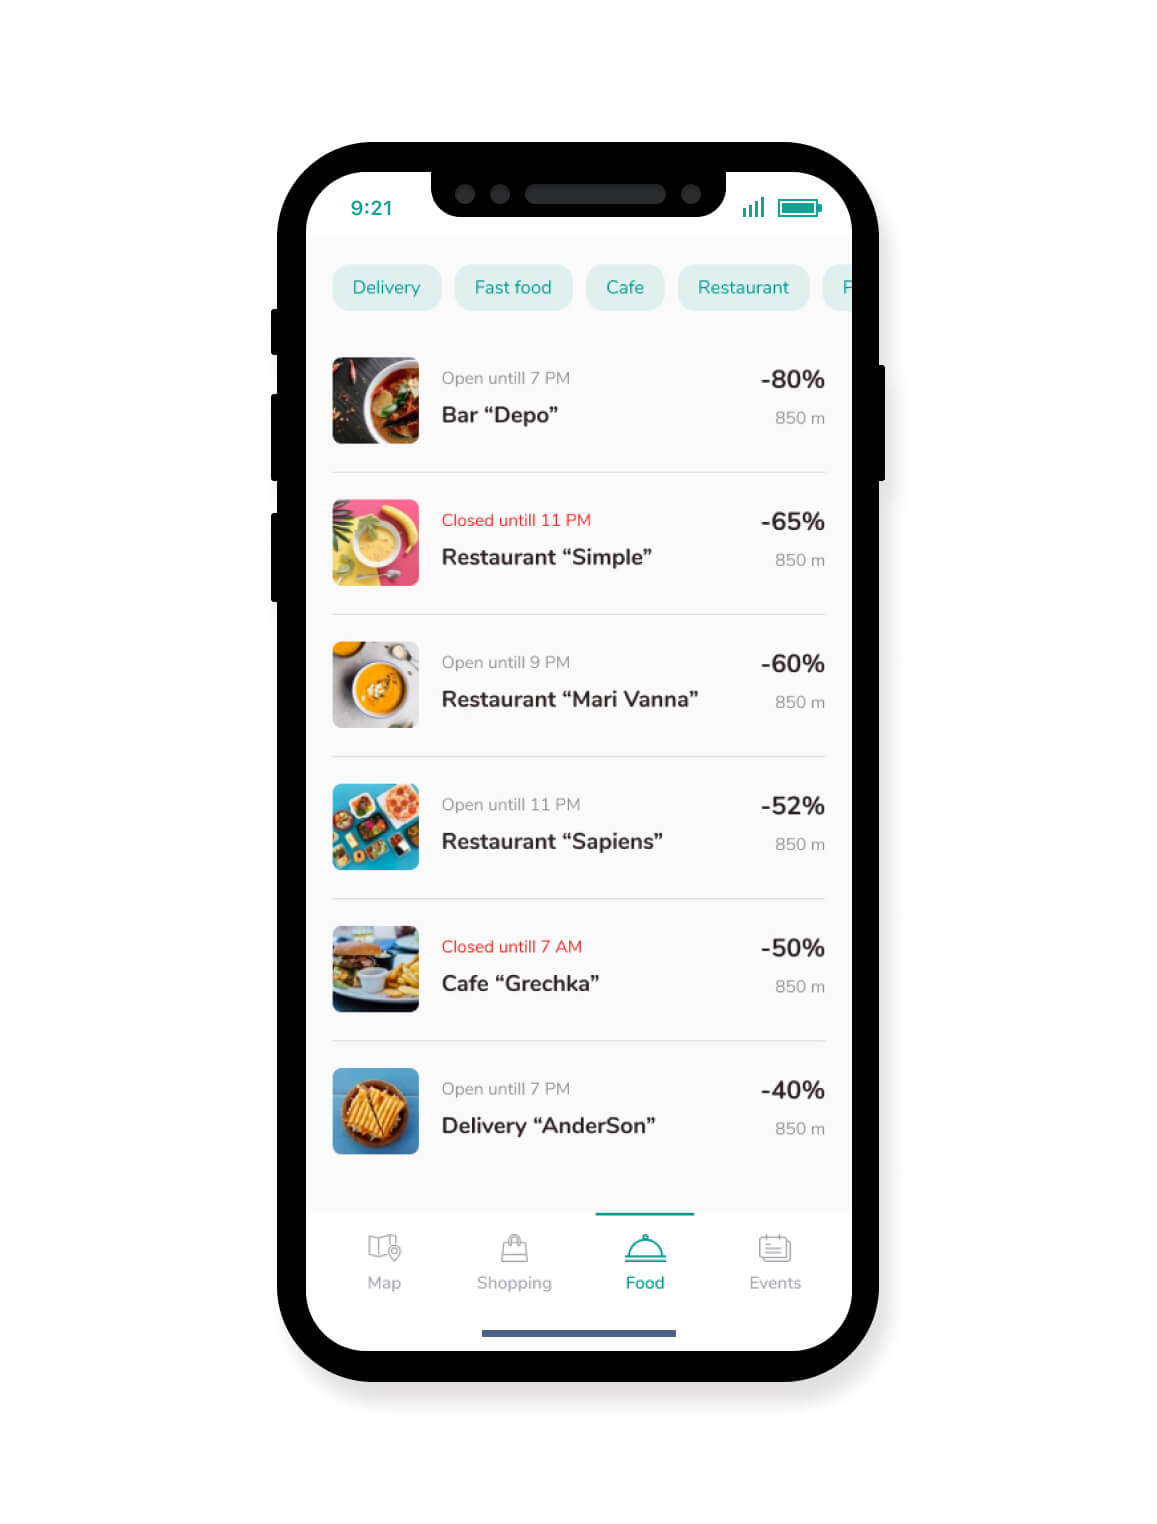 9:21
Delivery Fast food Cafe Restaurant
Open untill 7 PM
-80%
Bar “Depo”
850 m
Closed untill 11 PM
-65%
Restaurant “Simple”
850 m
Open untill 9 PM
-60%
Restaurant “Mari Vanna”
850 m
Open untill 11 PM
-52%
Restaurant “Sapiens”
850 m
Closed untill 7 AM
-50%
Cafe “Grechka”
850 m
Open untill 7 PM
-40%
Delivery “AnderSon”
850 m
Map Shopping Food Events